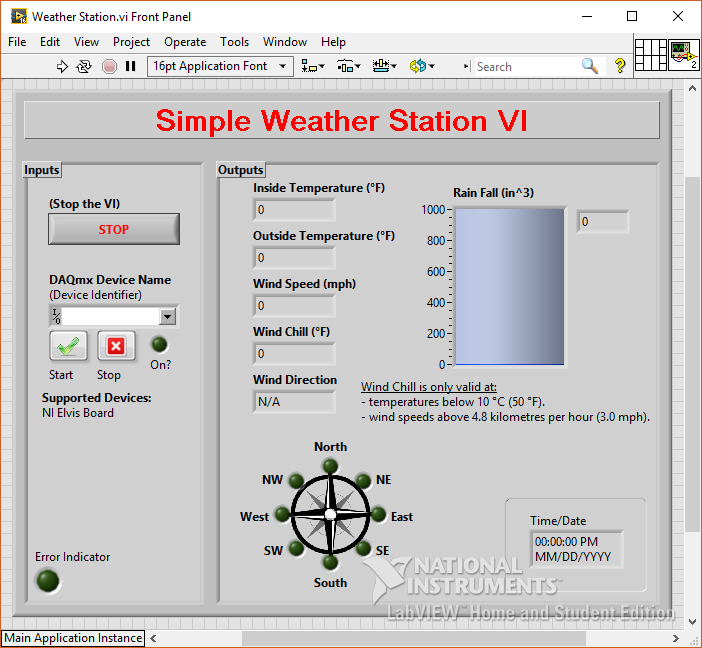 Weather Station.vi Front Panel
File Edit View Project Operate Tools Window Help
16pt Application Font
Search
?
2
Simple Weather Station VI
Inputs
(Stop the VI)
STOP
DAQmx Device Name
(Device Identifier)
I/0
Start
Stop
On?
Supported Devices:
NI Elvis Board
Error Indicator
Outputs
Inside Temperature (°F)
0
Outside Temperature (°F)
0
Wind Speed (mph)
0
Wind Chill (°F)
0
Wind Direction
N/A
Rain Fall (in^3)
1000
800
600
400
200
0
0
Wind Chill is only valid at:
- temperatures below 10 °C (50 °F).
- wind speeds above 4.8 kilometres per hour (3.0 mph).
North
NW
NE
West
East
SW
SE
South
Time/Date
00:00:00 PM
MM/DD/YYYY
NATIONAL
INSTRUMENTS™
LabVIEW™ Home and Student Edition
Main Application Instance